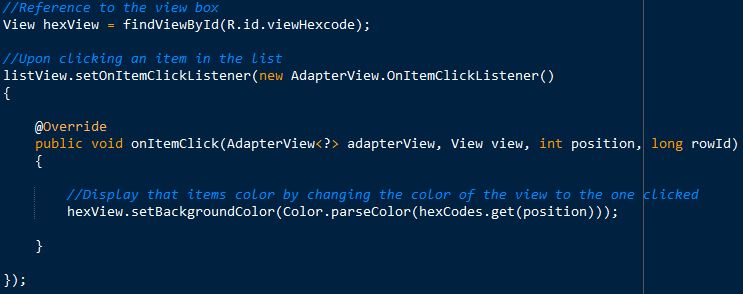 //Reference to the view box
View hexView = findViewById(R.id.viewHexcode);
//Upon clicking an item in the list
listView.setOnItemClickListener(new AdapterView.OnItemClickListener()
{
@Override
public void onItemClick(AdapterView<?> adapterView, View view, int position, long rowId)
{
//Display that items color by changing the color of the view to the one clicked
hexView.setBackgroundColor(Color.parseColor(hexCodes.get(position)));
}
});